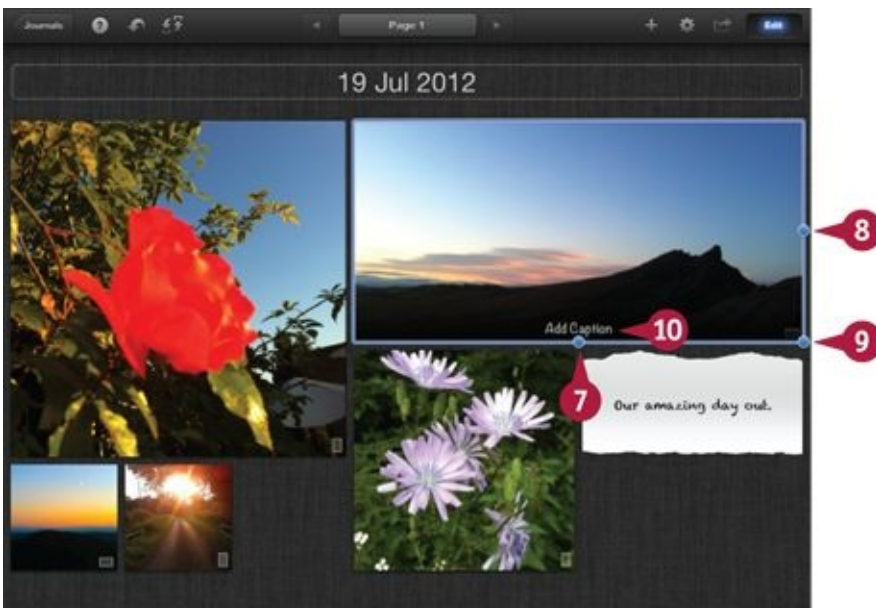 Journals
?
Page 1
Edit
19 Jul 2012
8
Add Caption
10
9
7
Our amazing day out.